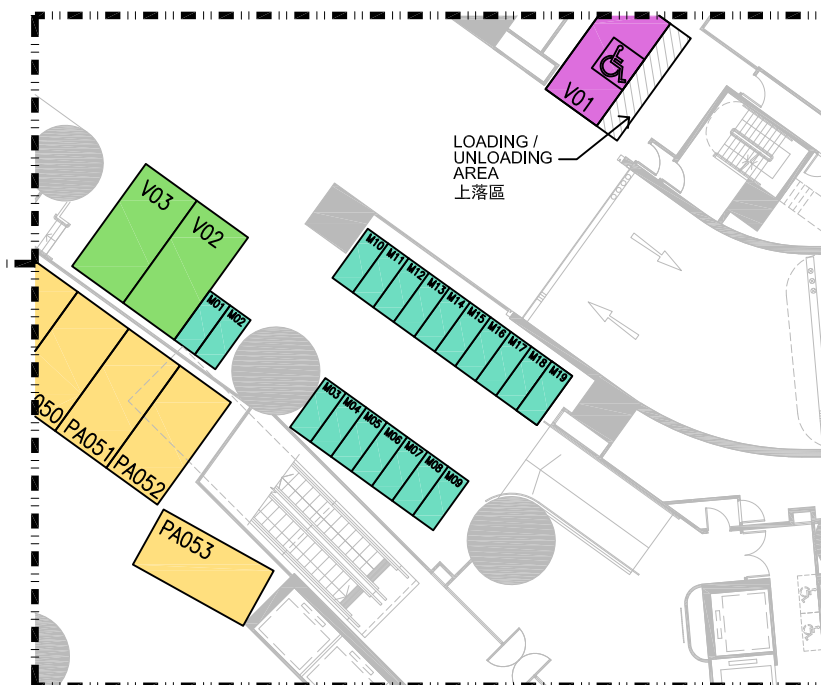 V01
LOADING /
UNLOADING
AREA
上落區
V03
V02
M10
M11
M12
M13
M14
M15
M16
M17
M18
M19
M01
M02
M03
M04
M05
M06
M07
M08
M09
050
PA051
PA052
PA053